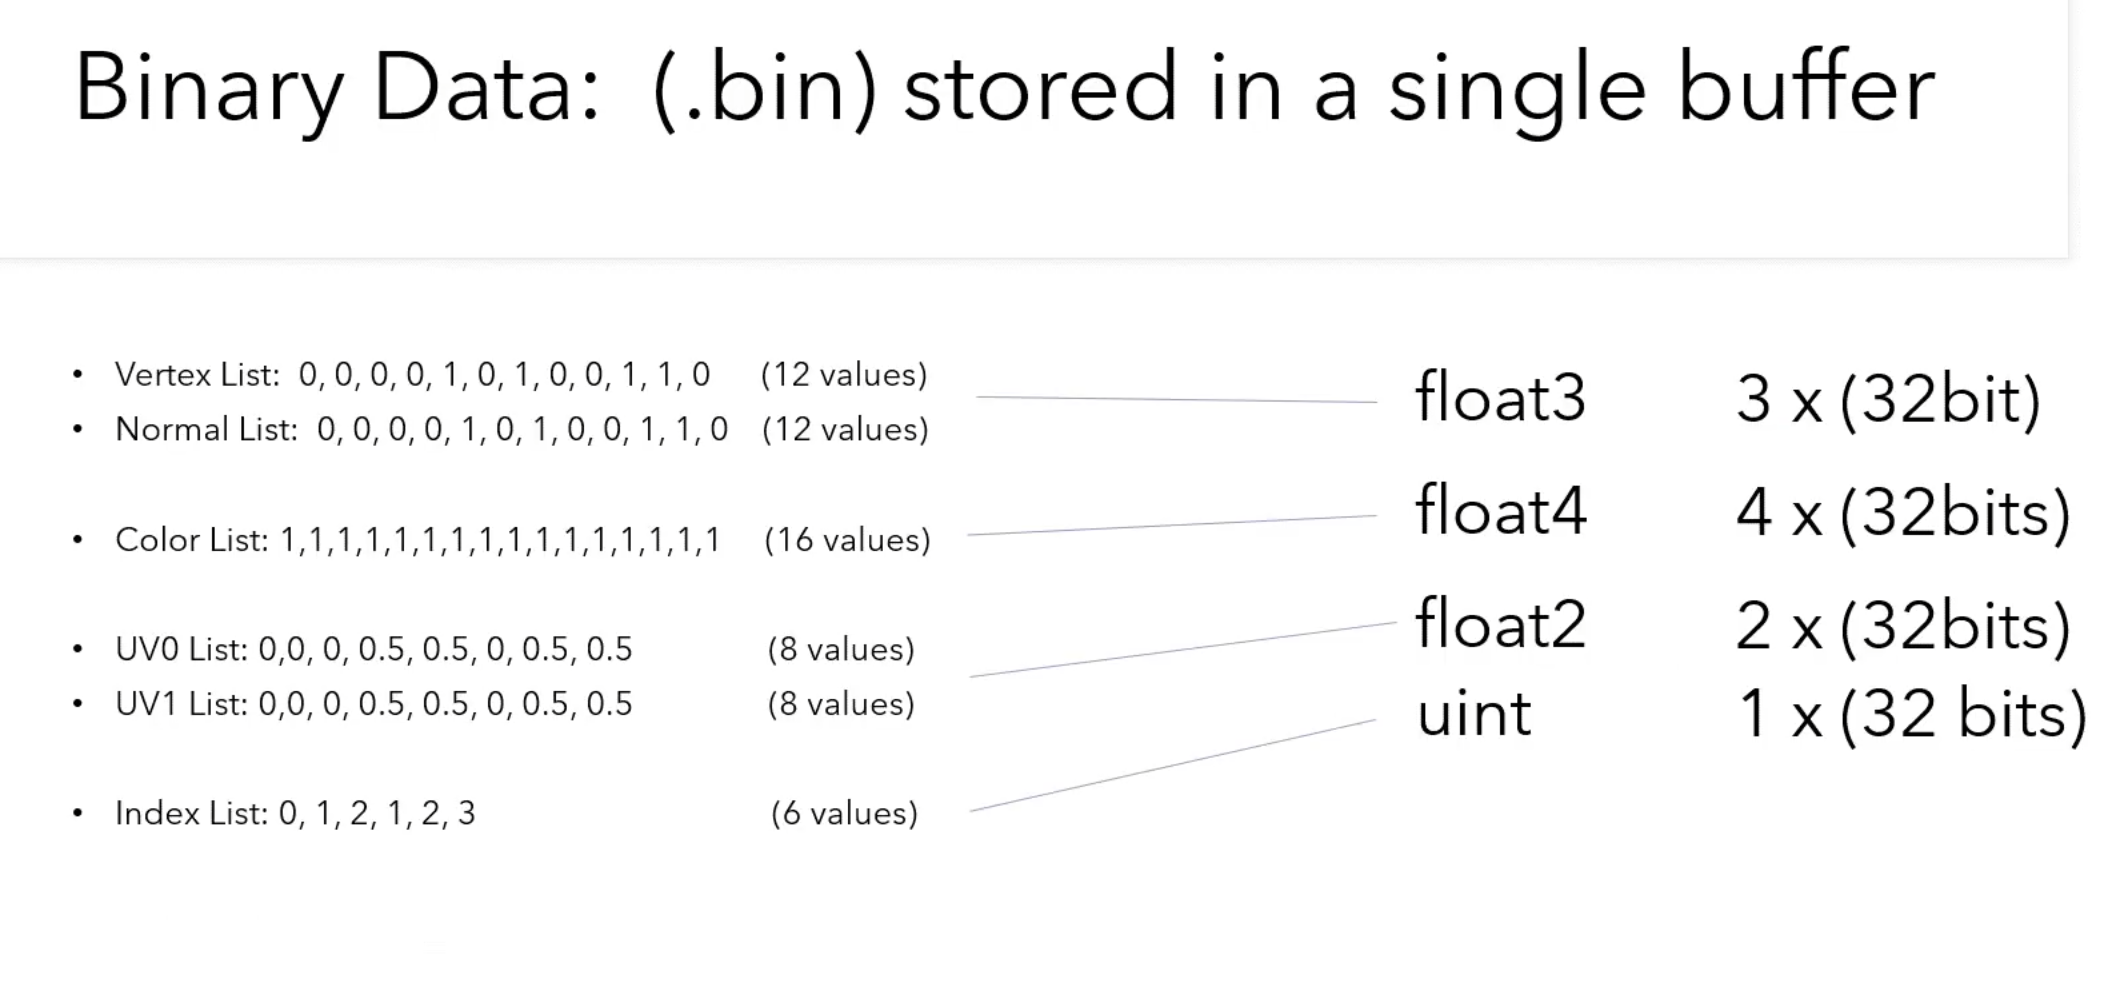 Binary Data: (.bin) stored in a single buffer
• Vertex List: 0, 0, 0, 0, 1, 0, 1, 0, 0, 1, 1, 0 (12 values)
• Normal List: 0, 0, 0, 0, 1, 0, 1, 0, 0, 1, 1, 0 (12 values)
• Color List: 1,1,1,1,1,1,1,1,1,1,1,1,1,1,1,1 (16 values)
• UV0 List: 0,0, 0, 0.5, 0.5, 0, 0.5, 0.5 (8 values)
• UV1 List: 0,0, 0, 0.5, 0.5, 0, 0.5, 0.5 (8 values)
• Index List: 0, 1, 2, 1, 2, 3 (6 values)
float3 3 x (32bit)
float4 4 x (32bits)
float2 2 x (32bits)
uint 1 x (32 bits)